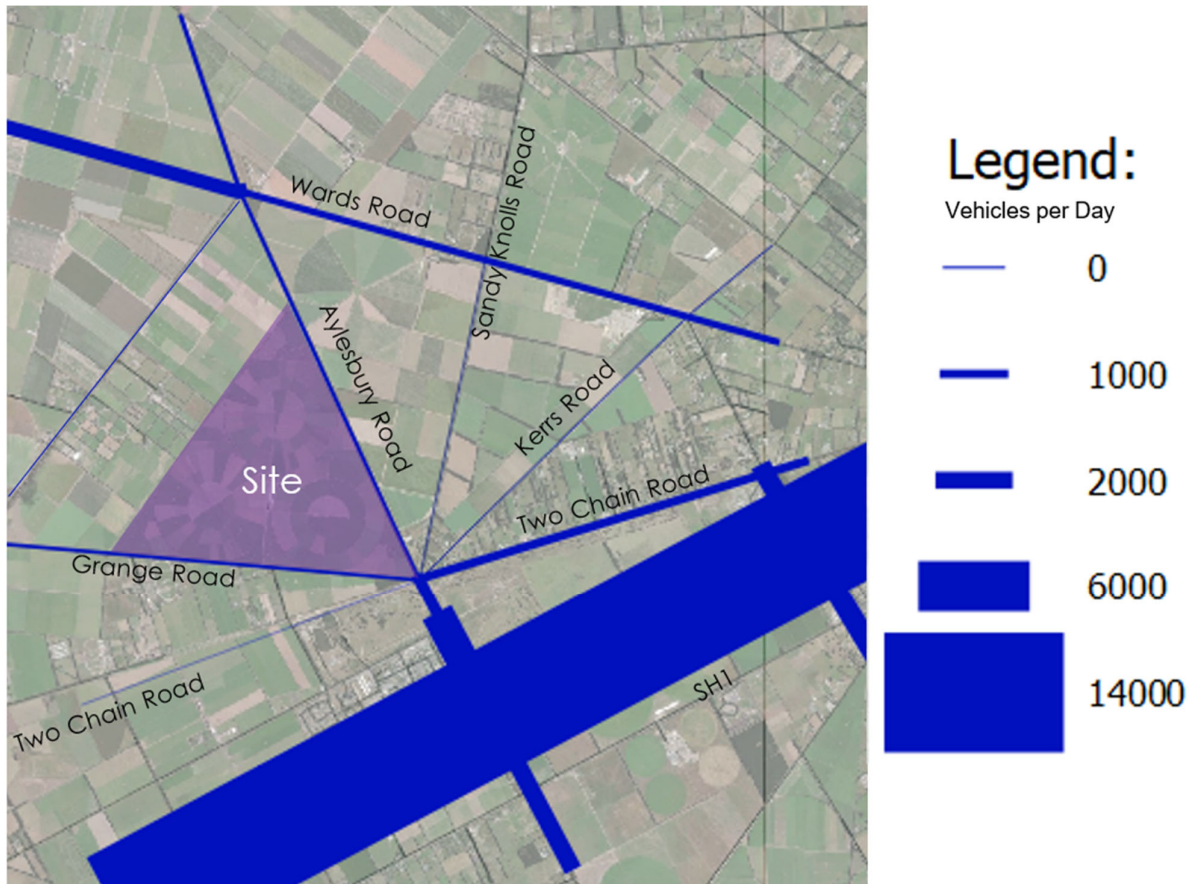 Wards Road
Sandy Knolls Road
Aylesbury Road
Kerrs Road
Two Chain Road
Site
Grange Road
Two Chain Road
SH1
Legend:
Vehicles per Day
0
1000
2000
6000
14000